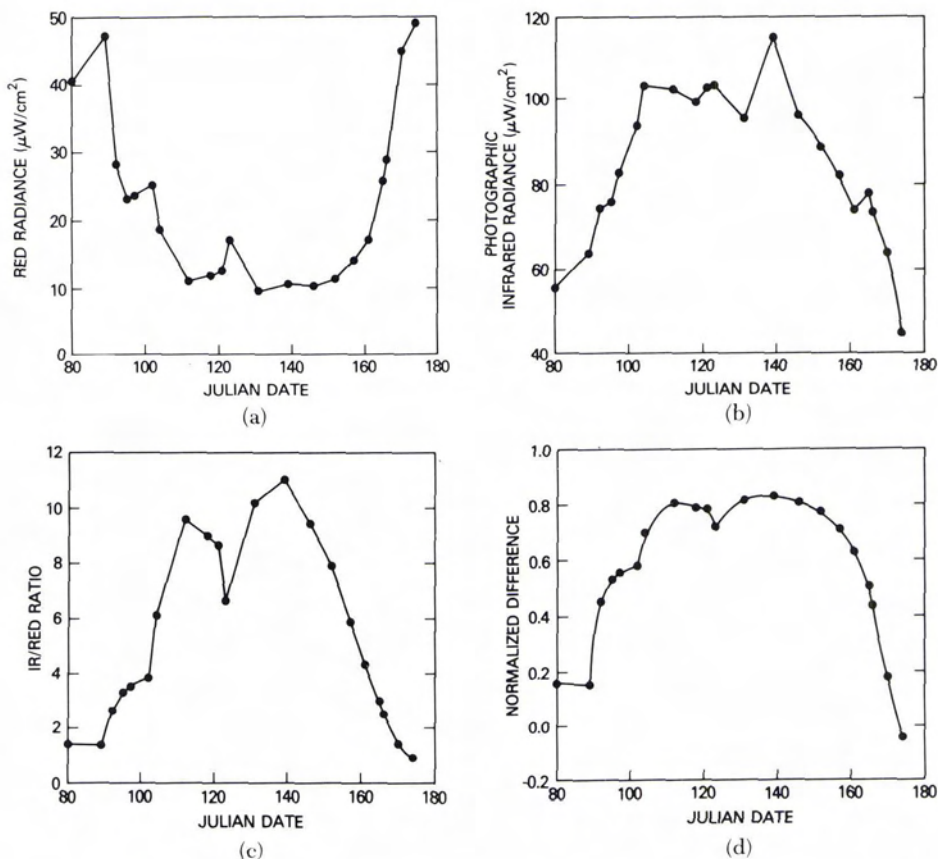 50
40
30
20
10
0
RED RADIANCE (μW/cm²)
80 100 120 140 160 180
JULIAN DATE
(a)
120
100
80
60
40
PHOTOGRAPHIC
INFRARED RADIANCE (μW/cm²)
80 100 120 140 160 180
JULIAN DATE
(b)
12
10
8
6
4
2
0
IR/RED RATIO
80 100 120 140 160 180
JULIAN DATE
(c)
1.0
0.8
0.6
0.4
0.2
0.0
-0.2
NORMALIZED DIFFERENCE
80 100 120 140 160 180
JULIAN DATE
(d)